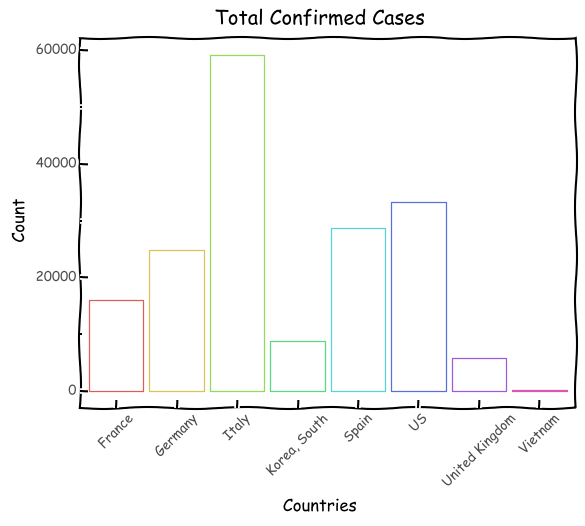 Total Confirmed Cases
60000
40000
20000
0
Count
France
Germany
Italy
Korea, South
Spain
US
United Kingdom
Vietnam
Countries